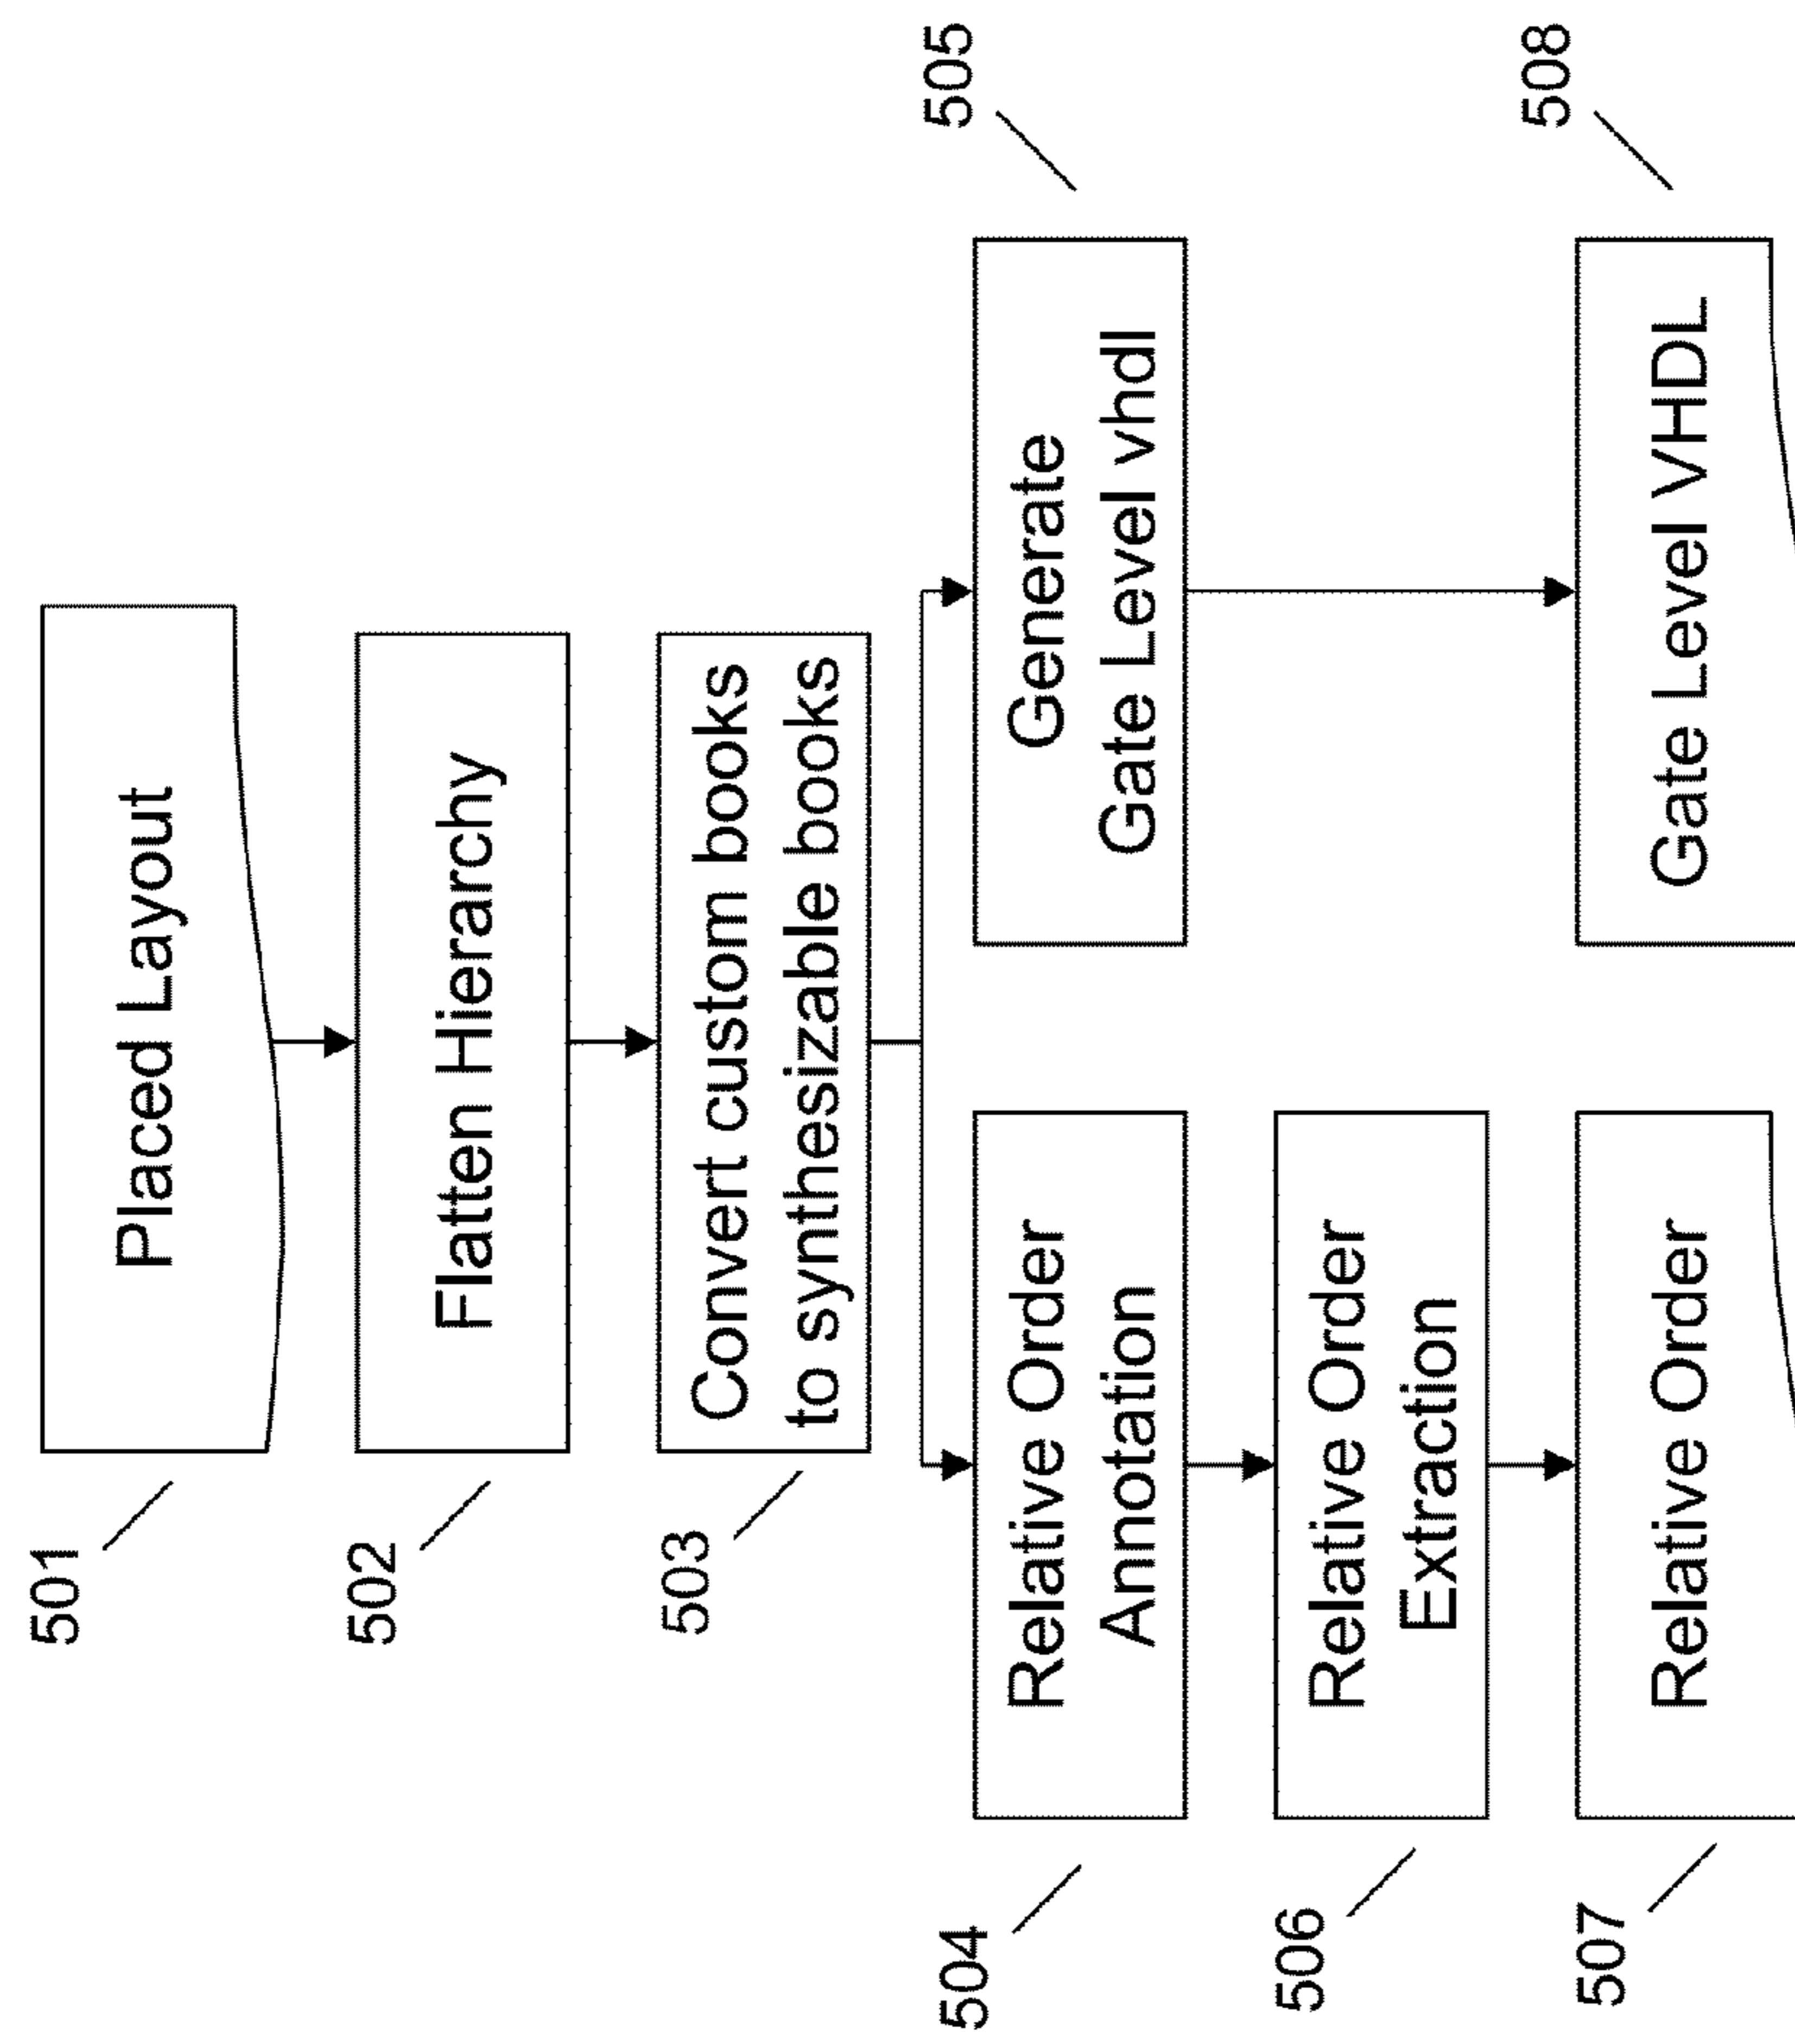 501
Placed Layout
502
Flatten Hierarchy
503
Convert custom books
to synthesizable books
504
Relative Order
Annotation
505
Generate
Gate Level vhdl
506
Relative Order
Extraction
507
Relative Order
508
Gate Level VHDL